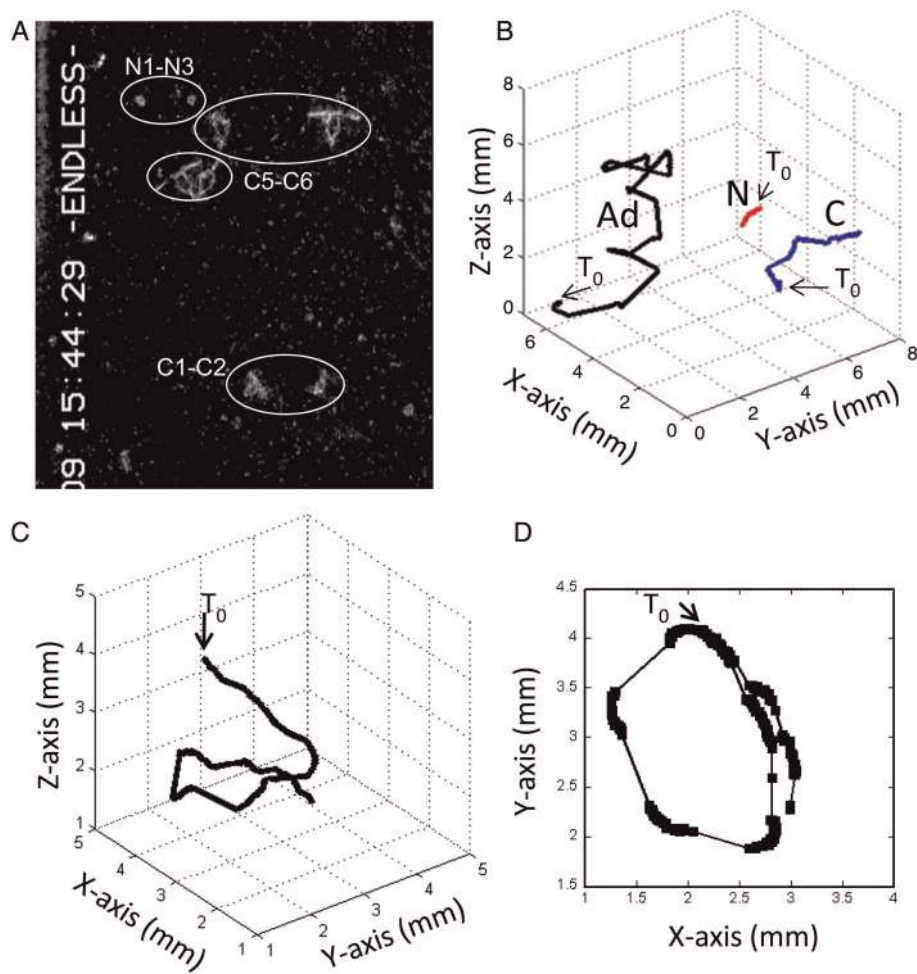 A
09 15:44:29 -ENDLESS-
N1-N3
C5-C6
C1-C2
B
Z-axis (mm)
8
6
4
2
0
Ad
N
C
T0
T0
T0
6
4
2
0
X-axis (mm)
0
2
4
6
8
Y-axis (mm)
C
Z-axis (mm)
5
4
3
2
1
T0
5
4
3
2
1
X-axis (mm)
1
2
3
4
5
Y-axis (mm)
D
Y-axis (mm)
4.5
4
3.5
3
2.5
2
1.5
T0
1 1.5 2 2.5 3 3.5 4
X-axis (mm)